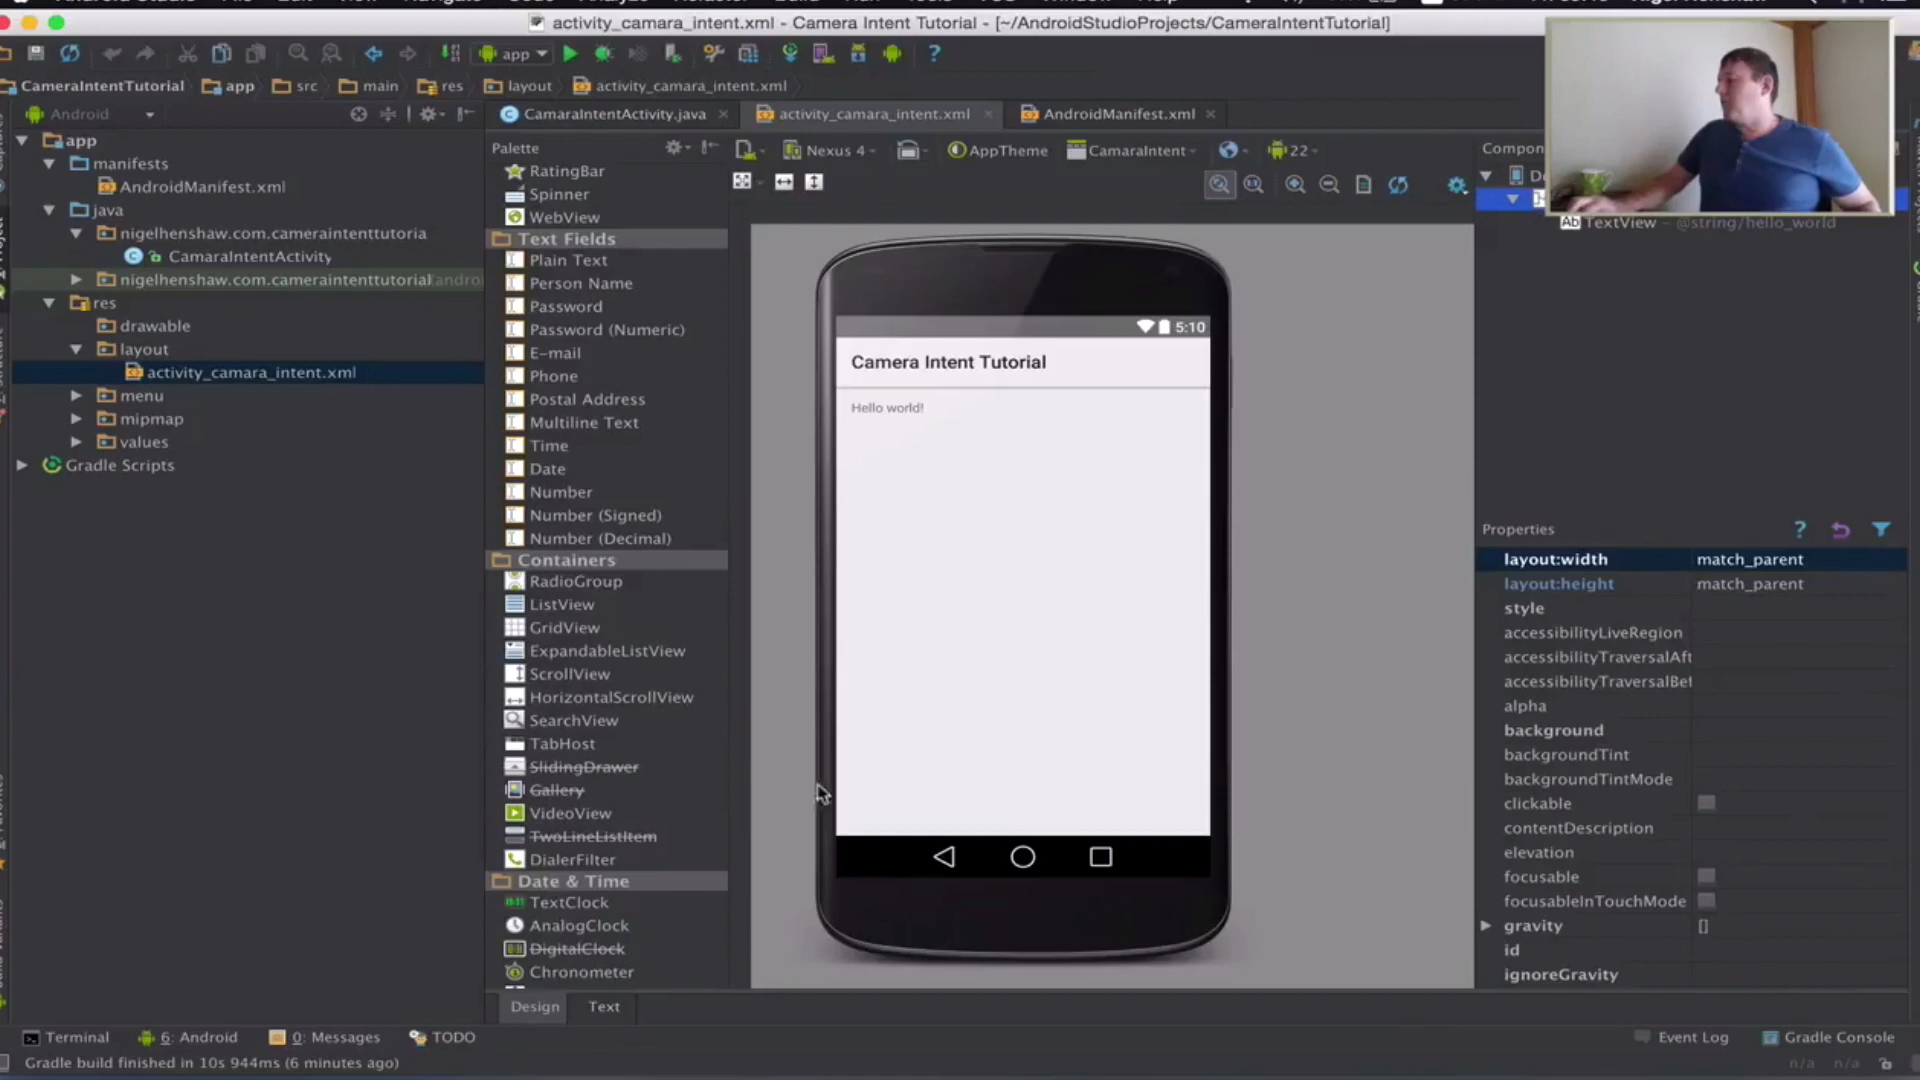 activity_camara_intent.xml - Camera Intent Tutorial - [~/AndroidStudioProjects/CameraIntentTutorial]
app
CameraIntentTutorial app src main res layout activity_camara_intent.xml
Android
CamaraIntentActivity.java activity_camara_intent.xml AndroidManifest.xml
app
manifests
AndroidManifest.xml
java
nigelhenshaw.com.cameraintenttutoria
CamaraIntentActivity
nigelhenshaw.com.cameraintenttutorial
res
drawable
layout
activity_camara_intent.xml
menu
mipmap
values
Gradle Scripts
Palette
RatingBar
Spinner
WebView
Text Fields
Plain Text
Person Name
Password
Password (Numeric)
E-mail
Phone
Postal Address
Multiline Text
Time
Date
Number
Number (Signed)
Number (Decimal)
Containers
RadioGroup
ListView
GridView
ExpandableListView
ScrollView
HorizontalScrollView
SearchView
TabHost
SlidingDrawer
Gallery
VideoView
TwoLineListItem
DialerFilter
Date & Time
TextClock
AnalogClock
DigitalClock
Chronometer
Design Text
Nexus 4 AppTheme CamaraIntent 22
5:10
Camera Intent Tutorial
Hello world!
Ab TextView - @string/hello_world
Properties
layout:width match_parent
layout:height match_parent
style
accessibilityLiveRegion
accessibilityTraversalAft
accessibilityTraversalBef
alpha
background
backgroundTint
backgroundTintMode
clickable
contentDescription
elevation
focusable
focusableInTouchMode
gravity []
id
ignoreGravity
Terminal 6: Android 0: Messages TODO
Event Log Gradle Console
Gradle build finished in 10s 944ms (6 minutes ago)
n/a n/a